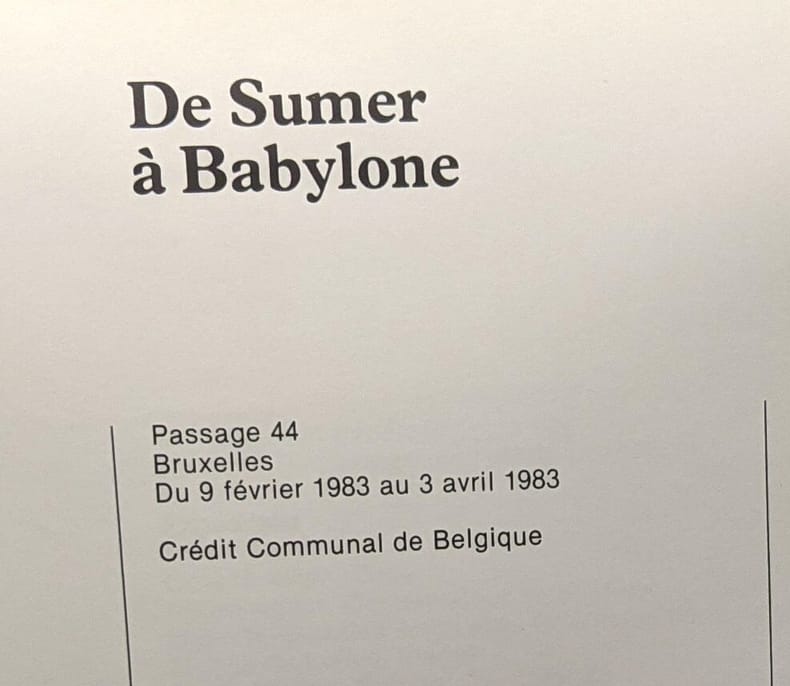 De Sumer
à Babylone
Passage 44
Bruxelles
Du 9 février 1983 au 3 avril 1983
Crédit Communal de Belgique